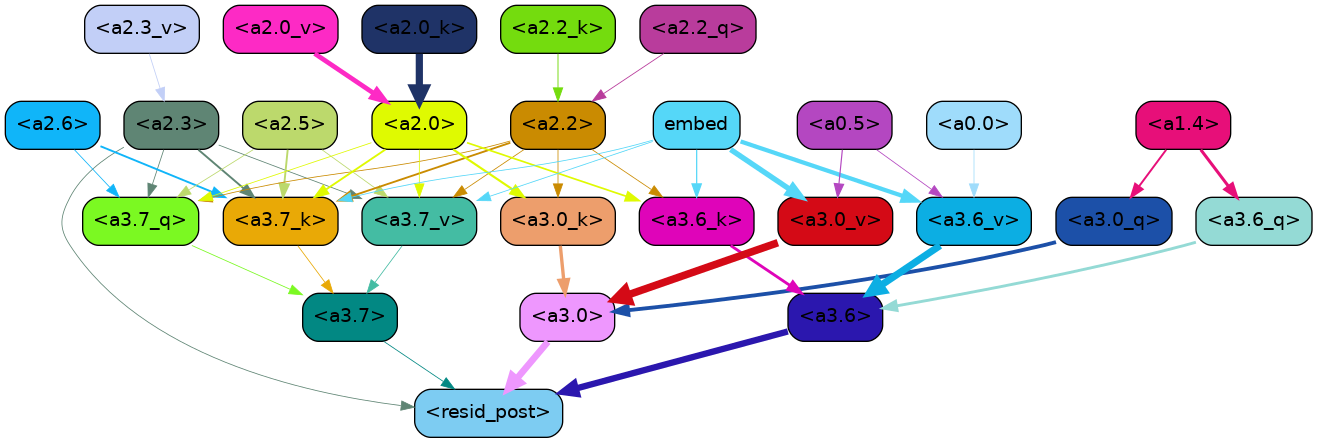 <a2.3_v> <a2.0_v> <a2.0_k> <a2.2_k> <a2.2_q>
<a2.6> <a2.3> <a2.5> <a2.0> <a2.2> embed <a0.5> <a0.0> <a1.4>
<a3.7_q> <a3.7_k> <a3.7_v> <a3.0_k> <a3.6_k> <a3.0_v> <a3.6_v> <a3.0_q> <a3.6_q>
<a3.7> <a3.0> <a3.6>
<resid_post>